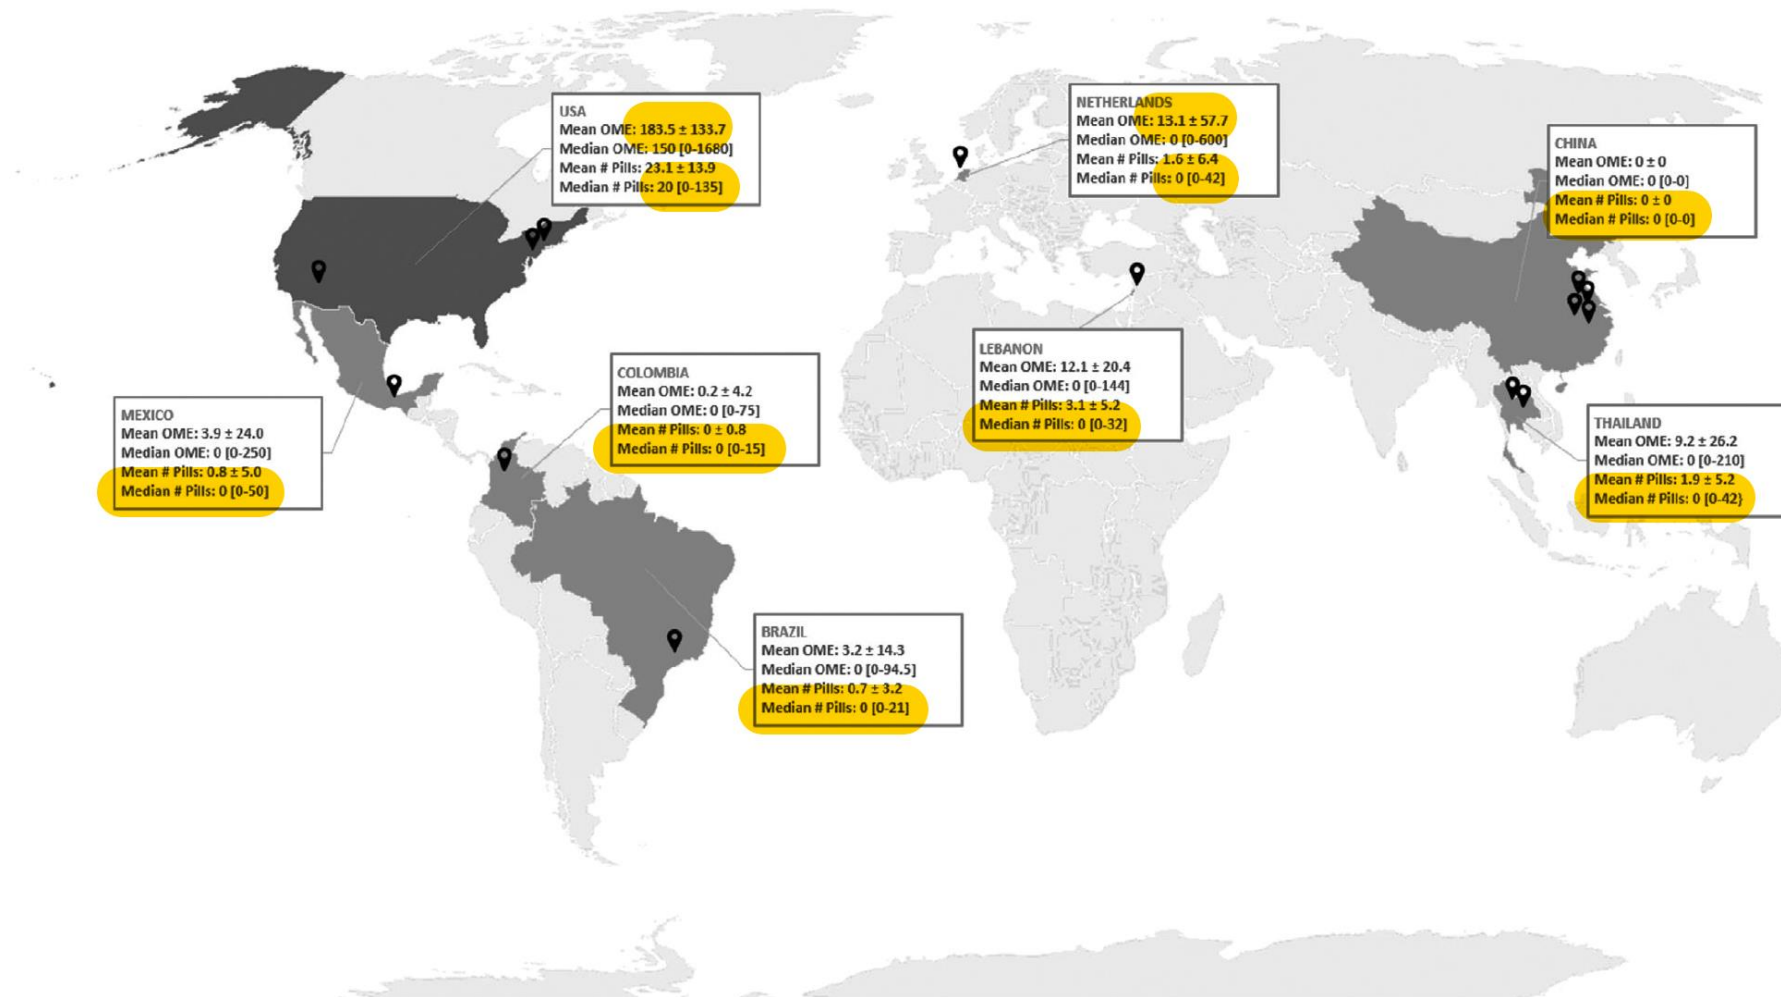 USA
Mean OME: 183.5 ± 133.7
Median OME: 150 [0-1680]
Mean # Pills: 23.1 ± 13.9
Median # Pills: 20 [0-135]
NETHERLANDS
Mean OME: 13.1 ± 57.7
Median OME: 0 [0-600]
Mean # Pills: 1.6 ± 6.4
Median # Pills: 0 [0-42]
CHINA
Mean OME: 0 ± 0
Median OME: 0 [0-0]
Mean # Pills: 0 ± 0
Median # Pills: 0 [0-0]
LEBANON
Mean OME: 12.1 ± 20.4
Median OME: 0 [0-144]
Mean # Pills: 3.1 ± 5.2
Median # Pills: 0 [0-32]
COLOMBIA
Mean OME: 0.2 ± 4.2
Median OME: 0 [0-75]
Mean # Pills: 0 ± 0.8
Median # Pills: 0 [0-15]
MEXICO
Mean OME: 3.9 ± 24.0
Median OME: 0 [0-250]
Mean # Pills: 0.8 ± 5.0
Median # Pills: 0 [0-50]
THAILAND
Mean OME: 9.2 ± 26.2
Median OME: 0 [0-210]
Mean # Pills: 1.9 ± 5.2
Median # Pills: 0 [0-42}
BRAZIL
Mean OME: 3.2 ± 14.3
Median OME: 0 [0-94.5]
Mean # Pills: 0.7 ± 3.2
Median # Pills: 0 [0-21]